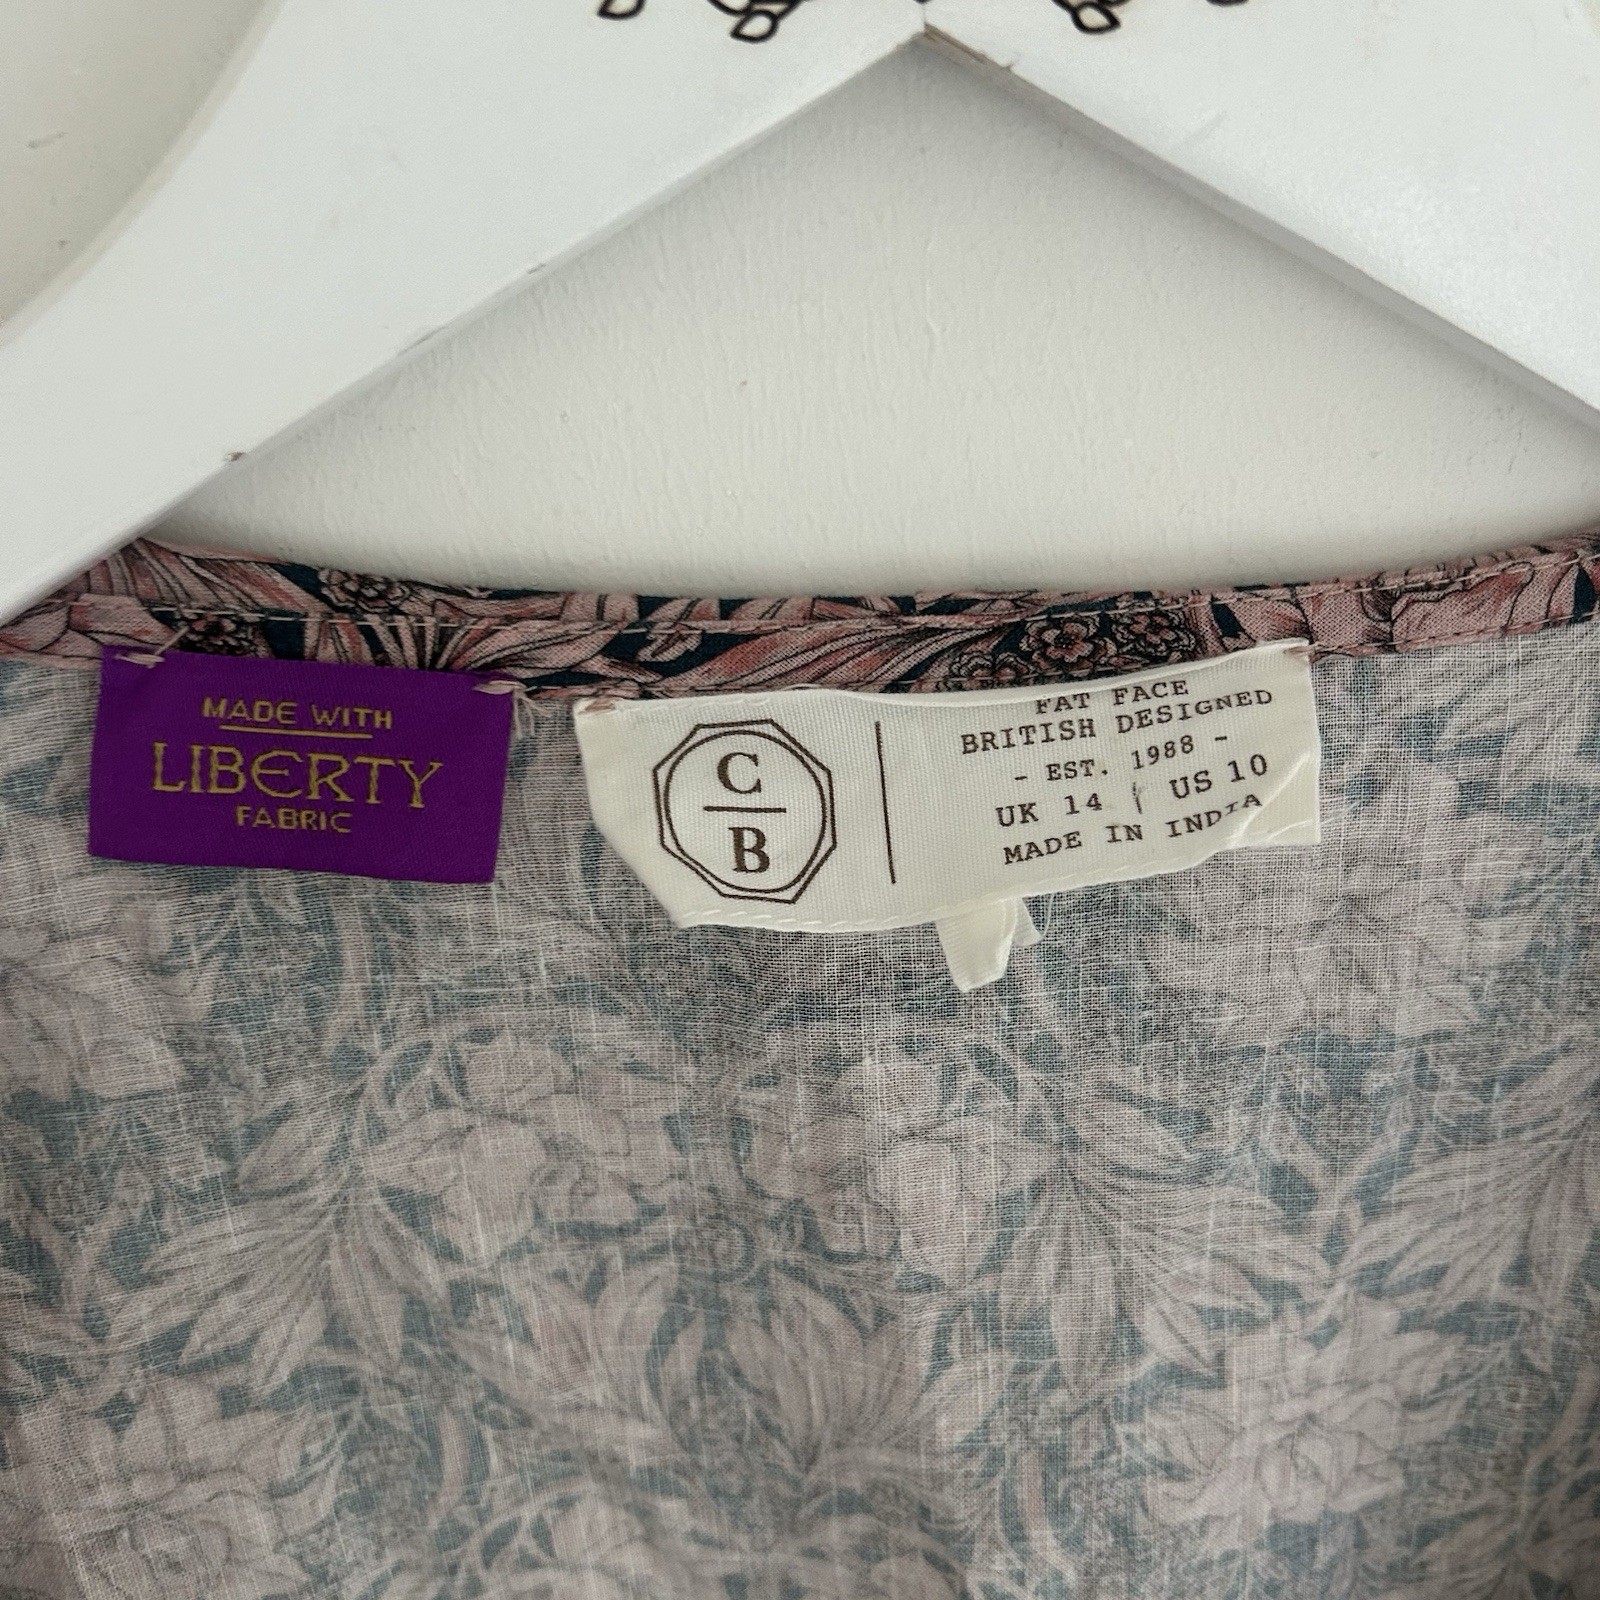 MADE WITH
LIBERTY
FABRIC
C
B
FAT FACE
BRITISH DESIGNED
- EST. 1988 -
UK 14 / US 10
MADE IN INDIA